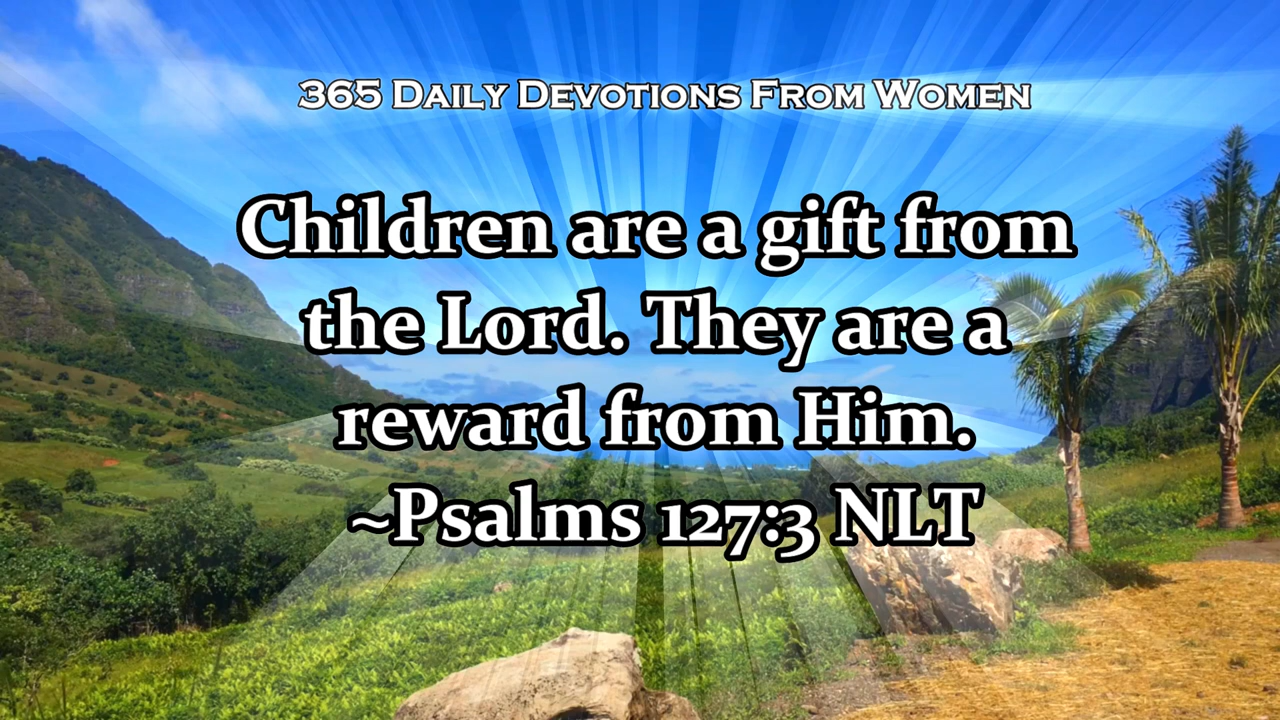 365 Daily Devotions From Women
Children are a gift from
the Lord. They are a
reward from Him.
~Psalms 127:3 NLT